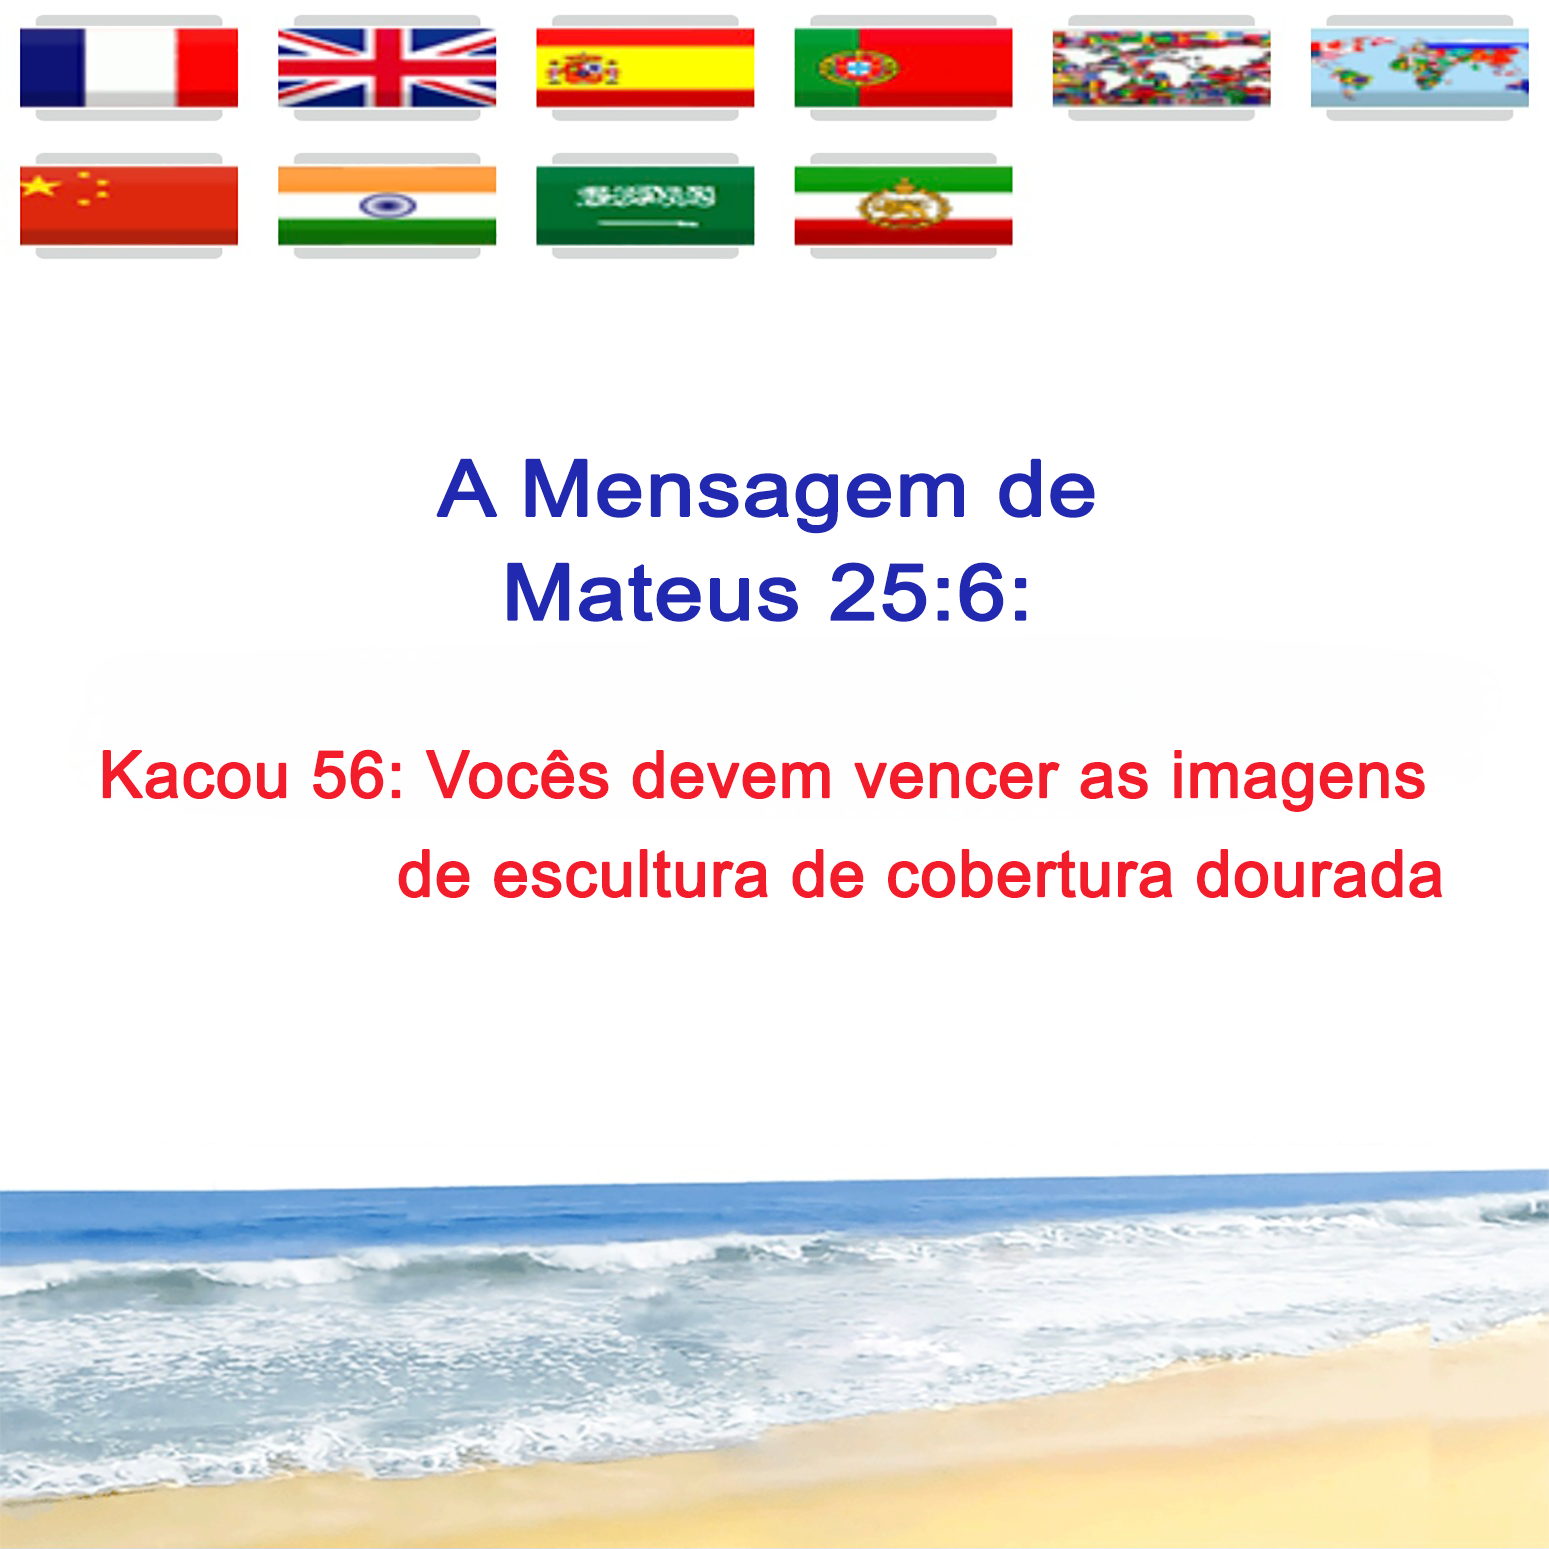 A Mensagem de
Mateus 25:6:
Kacou 56: Vocês devem vencer as imagens
de escultura de cobertura dourada